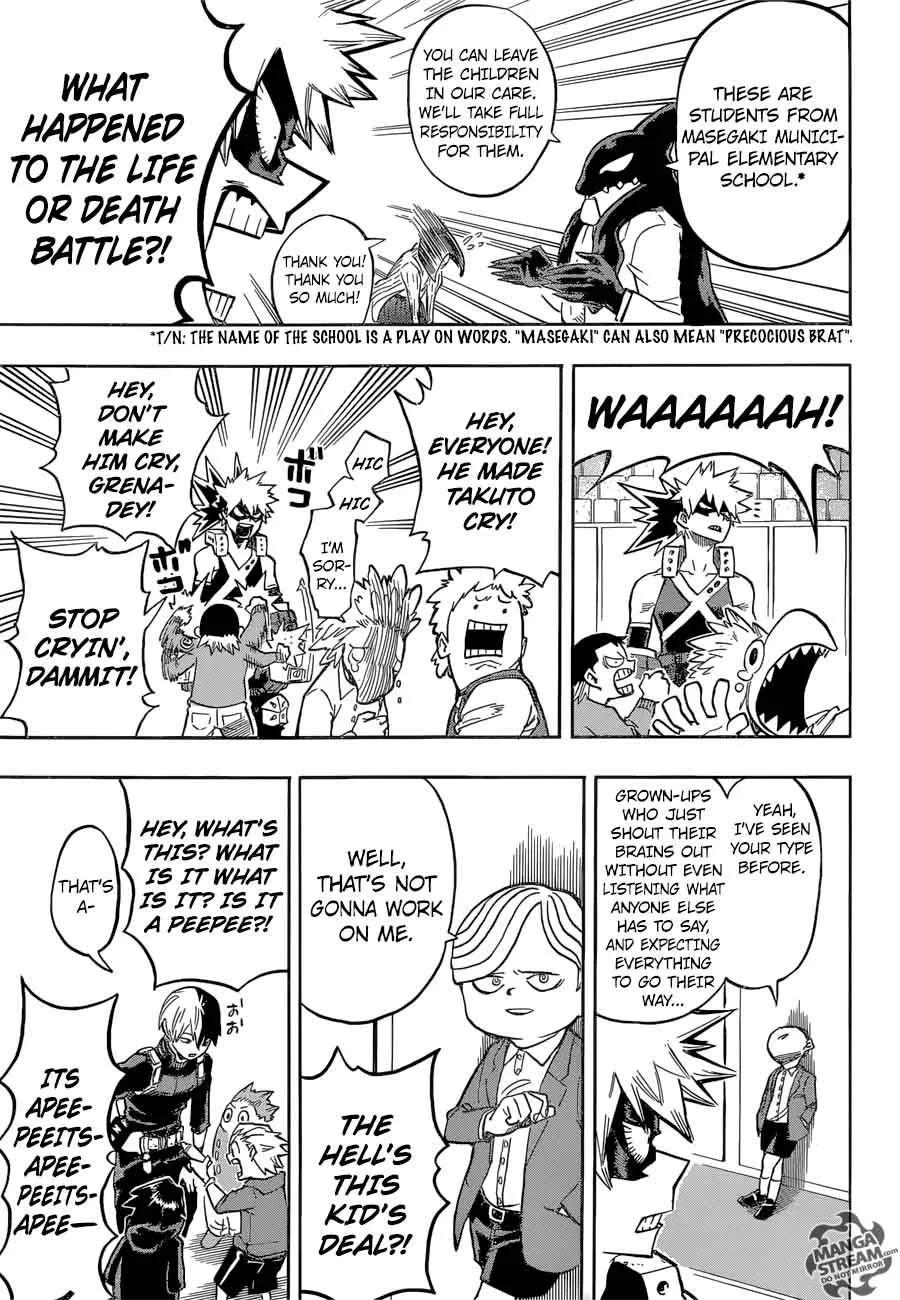 THESE ARE
STUDENTS FROM
MASEGAKI MUNICI-
PAL ELEMENTARY
SCHOOL.*
YOU CAN LEAVE
THE CHILDREN
IN OUR CARE.
WE'LL TAKE FULL
RESPONSIBILITY
FOR THEM.
THANK YOU!
THANK YOU
SO MUCH!
WHAT
HAPPENED
TO THE LIFE
OR DEATH
BATTLE?!
*T/N: THE NAME OF THE SCHOOL IS A PLAY ON WORDS. "MASEGAKI" CAN ALSO MEAN "PRECOCIOUS BRAT".
WAAAAAAH!
HEY,
EVERYONE!
HE MADE
TAKUTO
CRY!
HIC
HIC
I'M
SOR-
RY...
ボコ
ボコ
HEY,
DON'T
MAKE
HIM CRY,
GRENA-
DEY!
STOP
CRYIN',
DAMMIT!
YEAH,
I'VE SEEN
YOUR TYPE
BEFORE.
GROWN-UPS
WHO JUST
SHOUT THEIR
BRAINS OUT
WITHOUT EVEN
LISTENING WHAT
ANYONE ELSE
HAS TO SAY,
AND EXPECTING
EVERYTHING
TO GO THEIR
WAY...
WELL,
THAT'S NOT
GONNA WORK
ON ME.
THE
HELL'S
THIS
KID'S
DEAL?!
HEY, WHAT'S
THIS? WHAT
IS IT WHAT
IS IT? IS IT
A PEEPEE?!
THAT'S
A-
おお
ITS
APEE-
PEEITS-
APEE-
PEEITS-
APEE—
MANGA
STREAM.COM
DO NOT MIRROR!